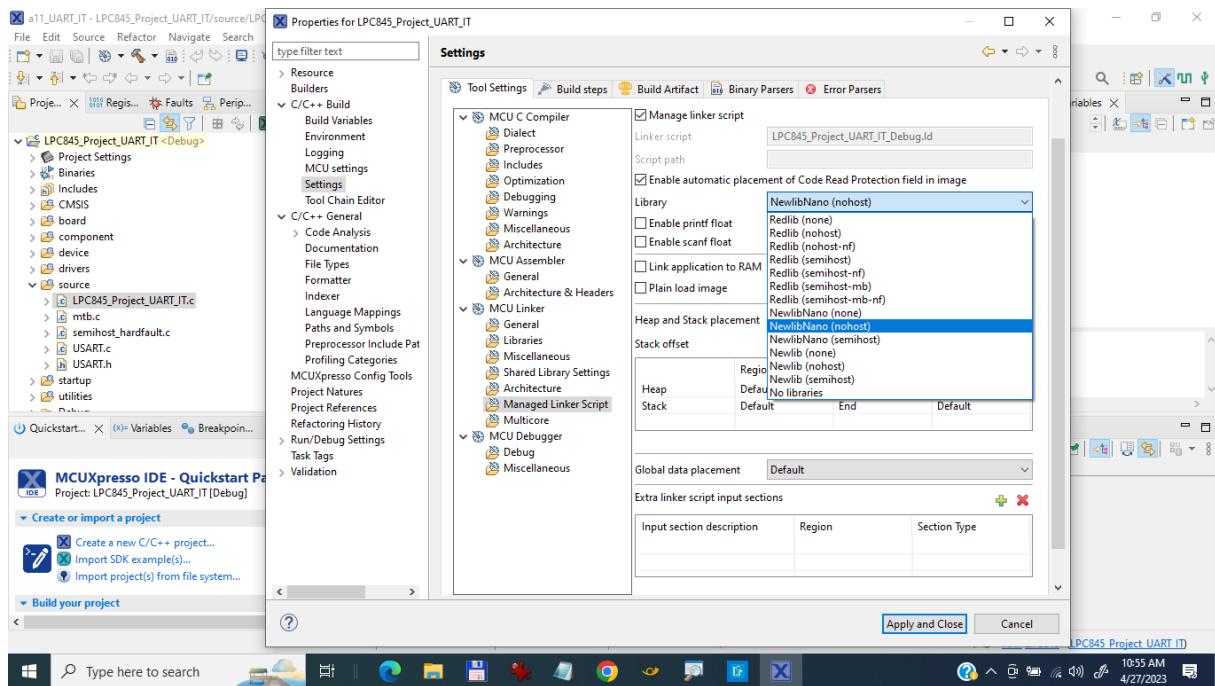 a11_UART_IT - LPC845_Project_UART_IT/source/LPC
File Edit Source Refactor Navigate Search
Proje...
Regis...
Faults
Perip...
LPC845_Project_UART_IT <Debug>
Project Settings
Binaries
Includes
CMSIS
board
component
device
drivers
source
LPC845_Project_UART_IT.c
mtb.c
semihost_hardfault.c
USART.c
USART.h
startup
utilities
Quickstart...
(x)= Variables
Breakpoin...
MCUXpresso IDE - Quickstart Pa
IDE
Project: LPC845_Project_UART_IT [Debug]
Create or import a project
Create a new C/C++ project...
Import SDK example(s)...
Import project(s) from file system...
Build your project
Properties for LPC845_Project_UART_IT
type filter text
Resource
Builders
C/C++ Build
Build Variables
Environment
Logging
MCU settings
Settings
Tool Chain Editor
C/C++ General
Code Analysis
Documentation
File Types
Formatter
Indexer
Language Mappings
Paths and Symbols
Preprocessor Include Pat
Profiling Categories
MCUXpresso Config Tools
Project Natures
Project References
Refactoring History
Run/Debug Settings
Task Tags
Validation
Settings
Tool Settings
Build steps
Build Artifact
Binary Parsers
Error Parsers
MCU C Compiler
Dialect
Preprocessor
Includes
Optimization
Debugging
Warnings
Miscellaneous
Architecture
MCU Assembler
General
Architecture & Headers
MCU Linker
General
Libraries
Miscellaneous
Shared Library Settings
Architecture
Managed Linker Script
Multicore
MCU Debugger
Debug
Miscellaneous
Manage linker script
Linker script LPC845_Project_UART_IT_Debug.ld
Script path
Enable automatic placement of Code Read Protection field in image
Library NewlibNano (nohost)
Redlib (none)
Redlib (nohost)
Redlib (nohost-nf)
Redlib (semihost)
Redlib (semihost-nf)
Redlib (semihost-mb)
Redlib (semihost-mb-nf)
NewlibNano (none)
NewlibNano (nohost)
NewlibNano (semihost)
Newlib (none)
Newlib (nohost)
Newlib (semihost)
No libraries
Enable printf float
Enable scanf float
Link application to RAM
Plain load image
Heap and Stack placement
Stack offset
Regio
Heap Defau
Stack Default End Default
Global data placement Default
Extra linker script input sections
Input section description Region Section Type
Apply and Close
Cancel
riables
LPC845_Project_UART_IT)
Type here to search
10:55 AM
4/27/2023